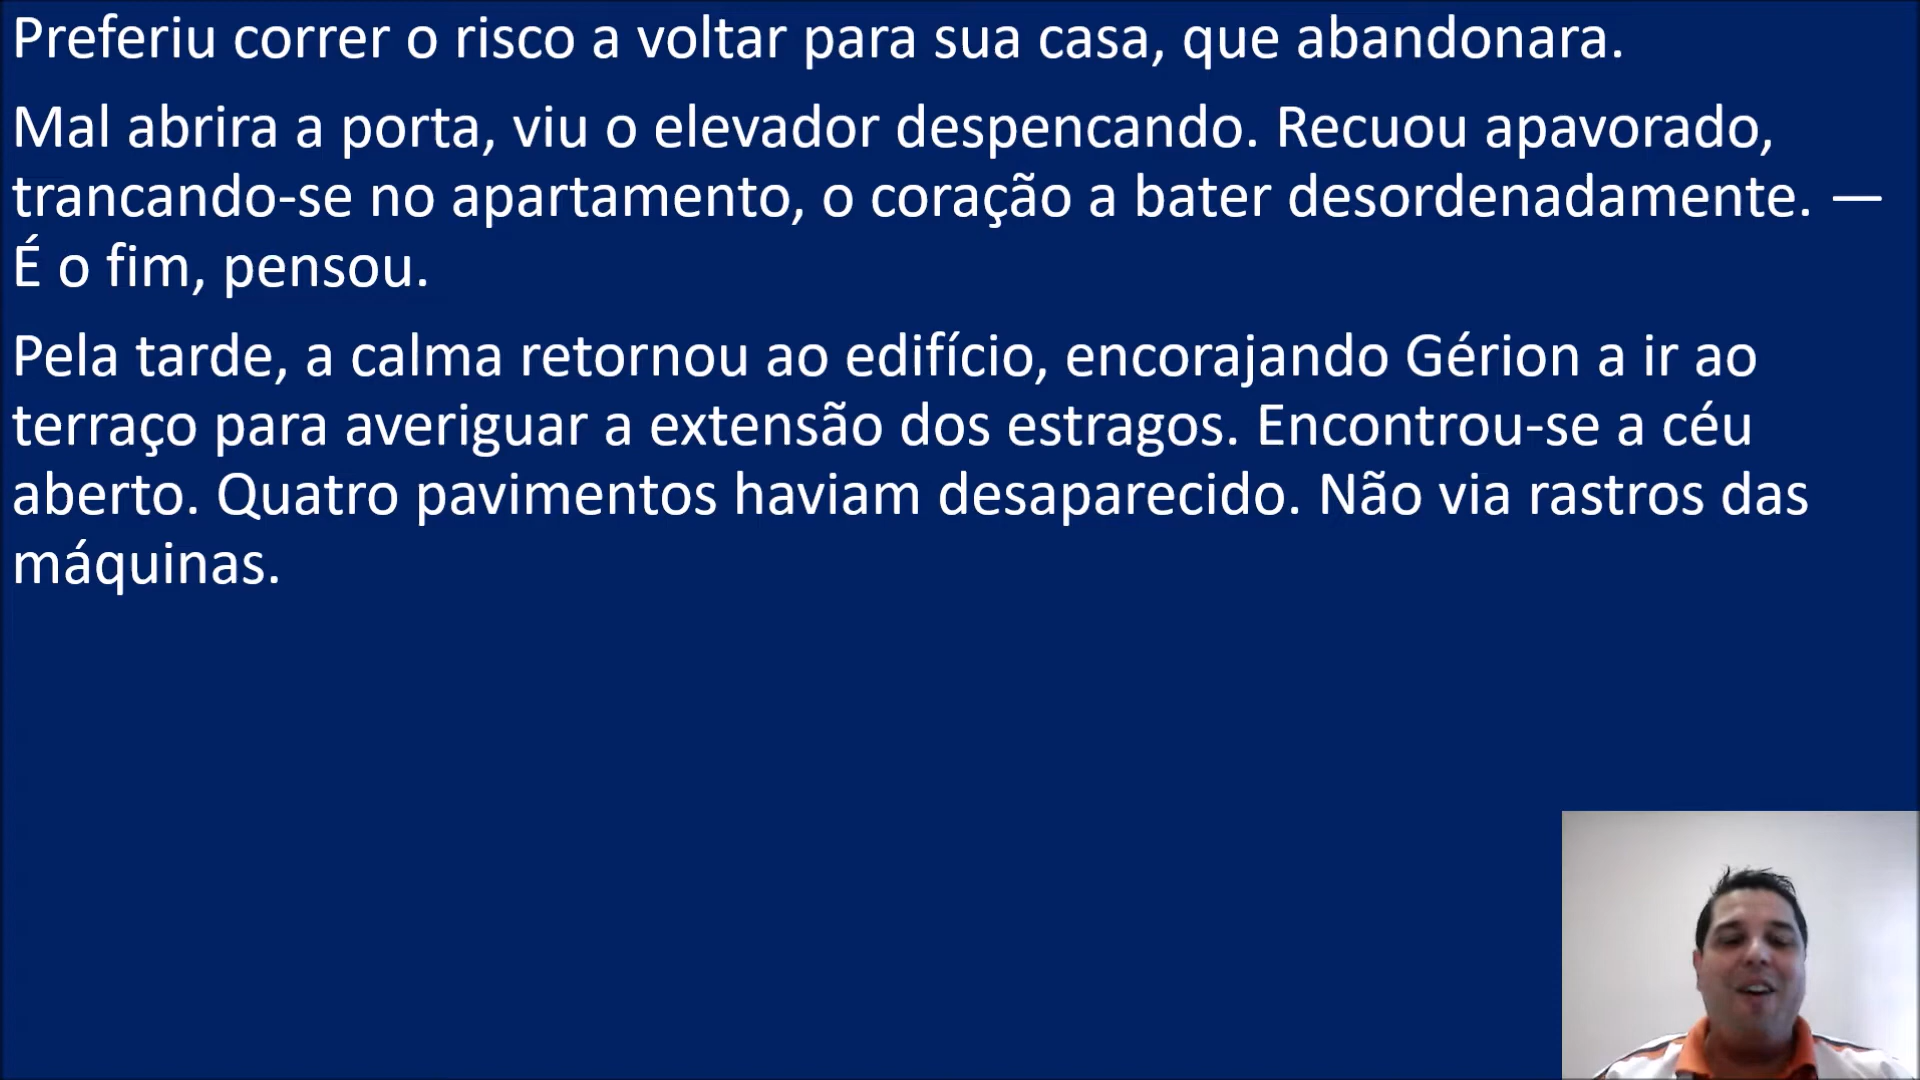 Preferiu correr o risco a voltar para sua casa, que abandonara.
Mal abrira a porta, viu o elevador despencando. Recuou apavorado,
trancando-se no apartamento, o coração a bater desordenadamente. —
É o fim, pensou.
Pela tarde, a calma retornou ao edifício, encorajando Gérion a ir ao
terraço para averiguar a extensão dos estragos. Encontrou-se a céu
aberto. Quatro pavimentos haviam desaparecido. Não via rastros das
máquinas.